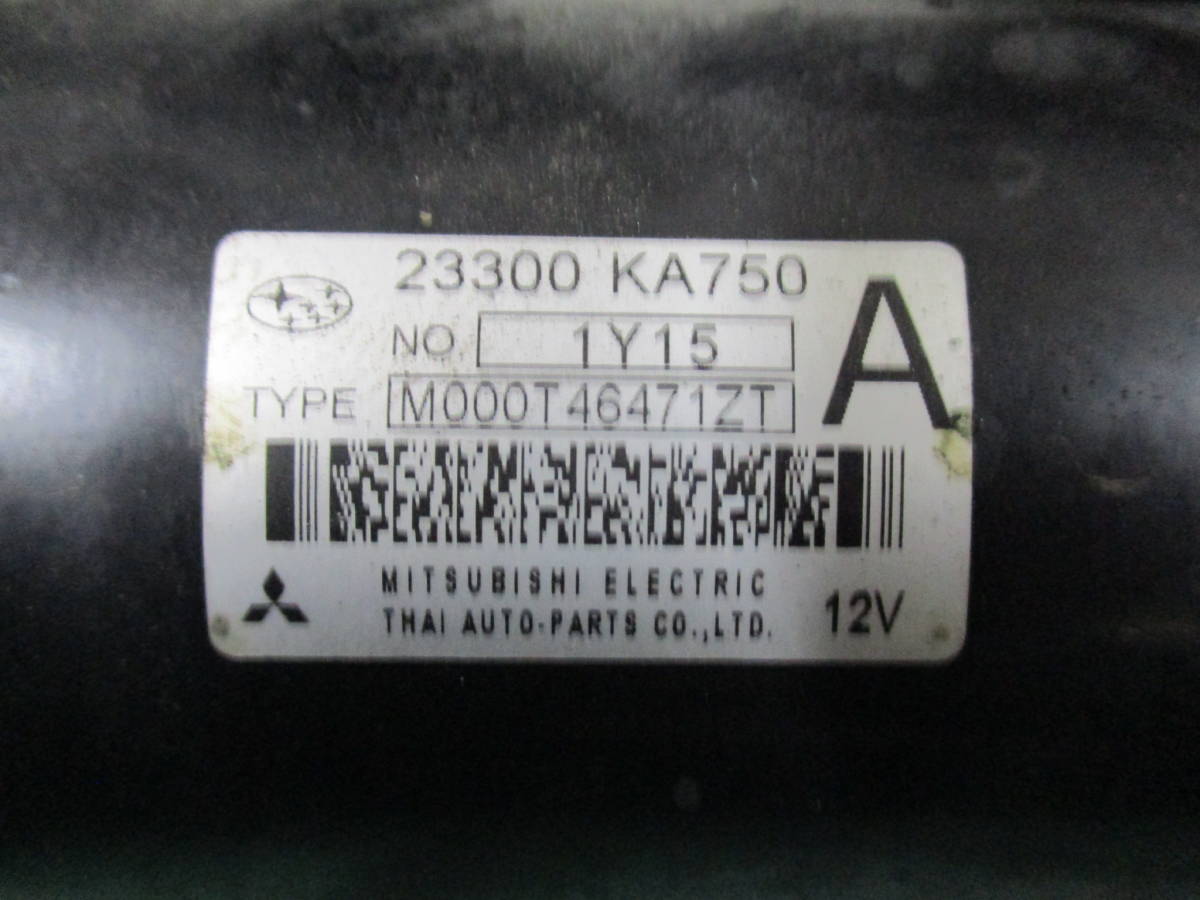 23300 KA750
A
NO. 1Y15
TYPE M000T46471ZT
MITSUBISHI ELECTRIC
THAI AUTO-PARTS CO.,LTD.
12V